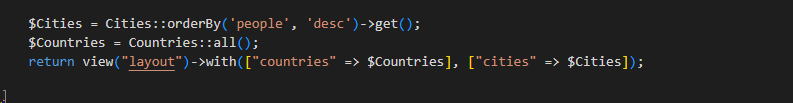 $Cities = Cities::orderBy('people', 'desc')->get();
$Countries = Countries::all();
return view("layout")->with(["countries" => $Countries], ["cities" => $Cities]);
]